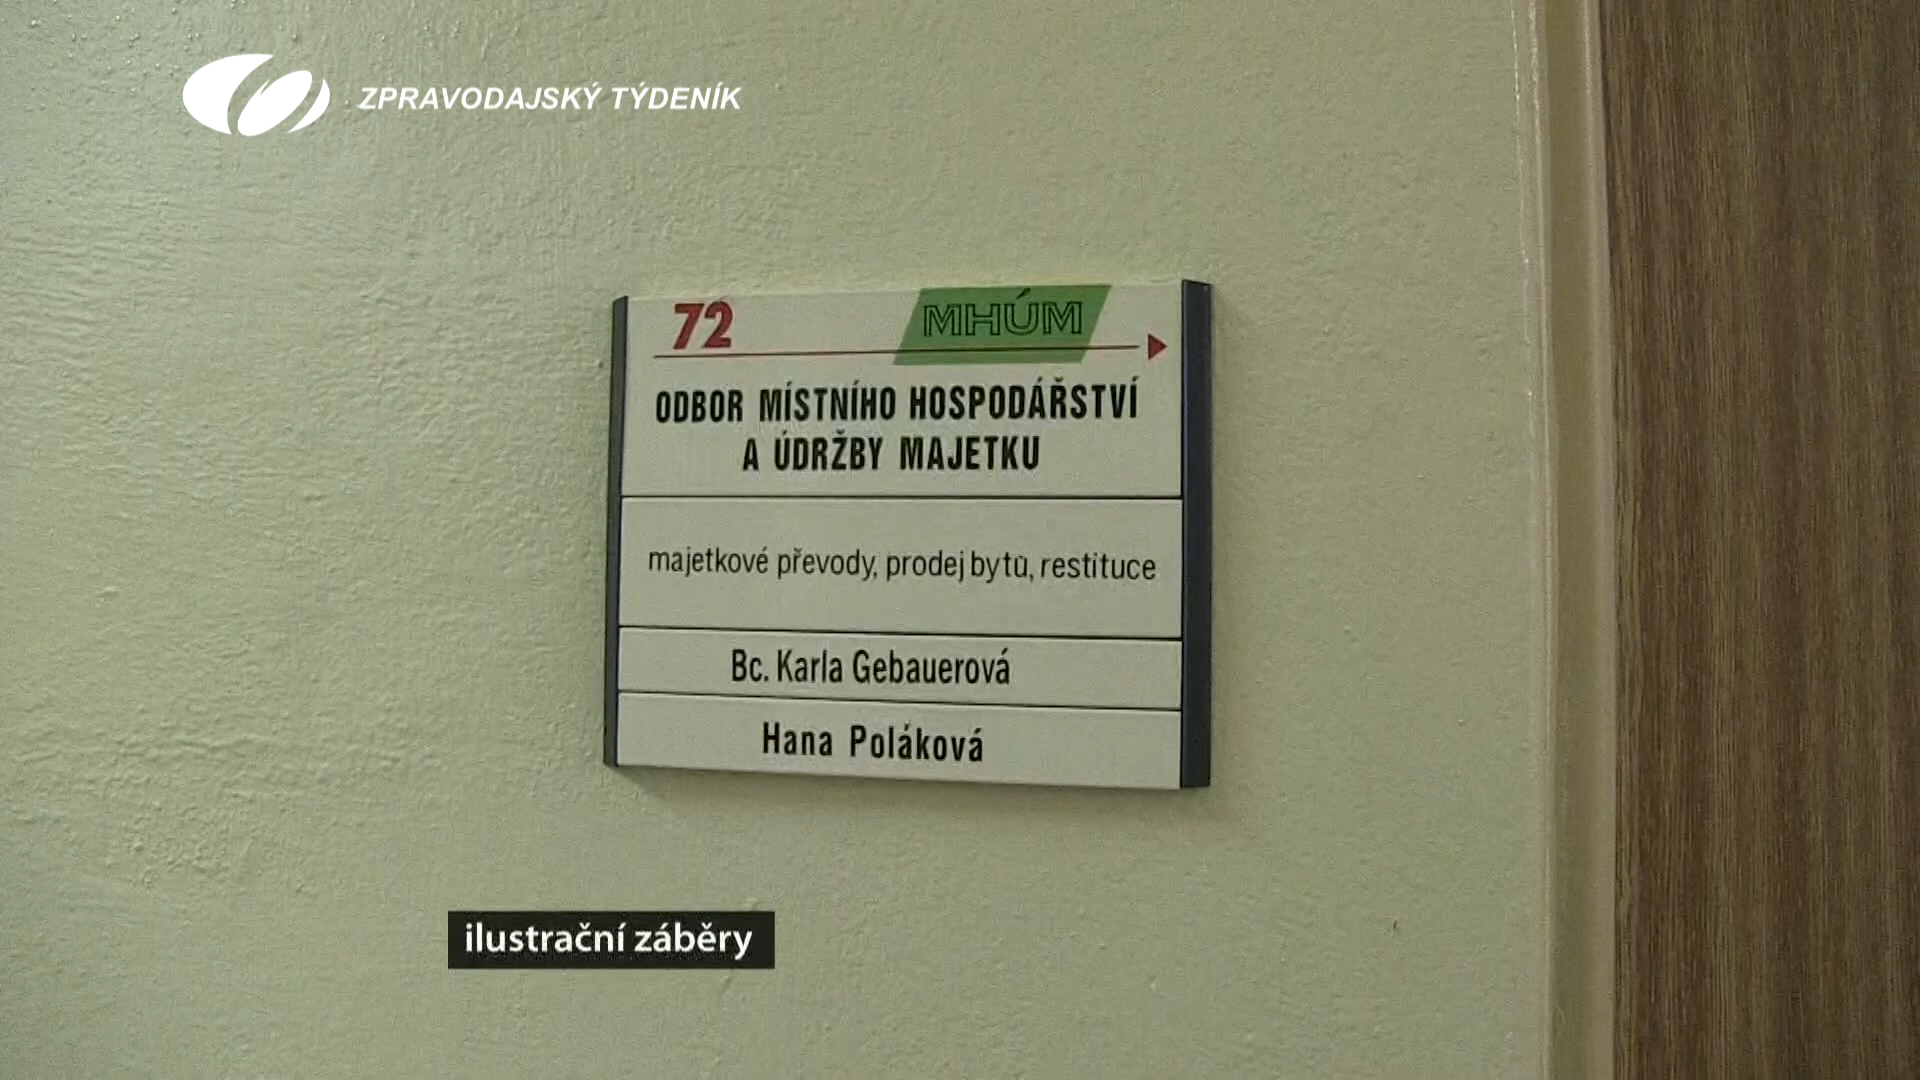 ZPRAVODAJSKÝ TÝDENÍK
72 MHÚM
ODBOR MÍSTNÍHO HOSPODÁŘSTVÍ
A ÚDRŽBY MAJETKU
majetkové převody, prodej bytů, restituce
Bc. Karla Gebauerová
Hana Poláková
ilustrační záběry